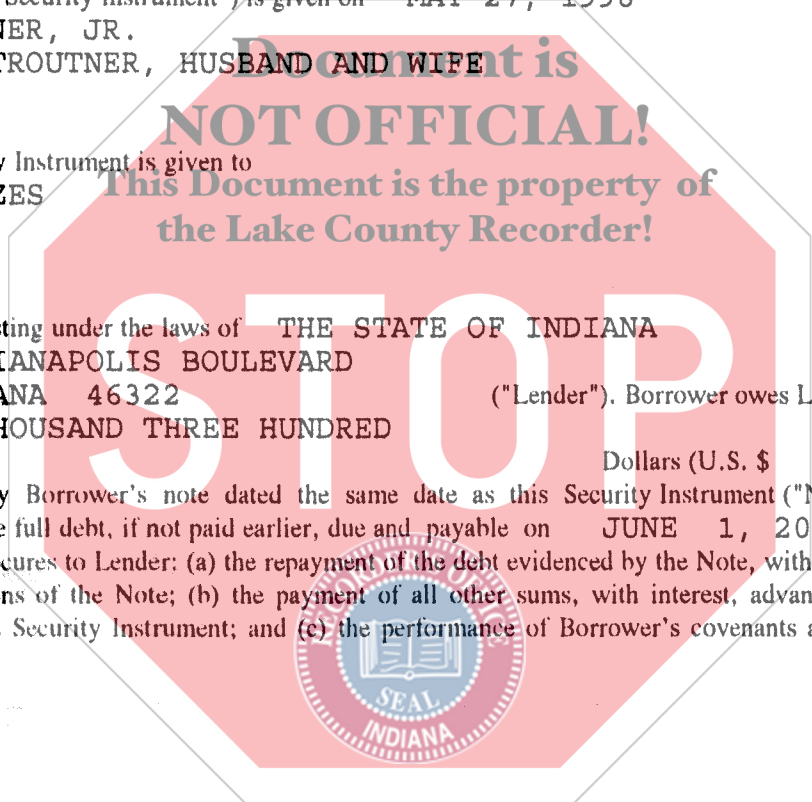 Security Instrument") is given on MAY 27, 1998
NER, JR.
TROUTNER, HUSBAND AND WIFE
Document is
NOT OFFICIAL!
y Instrument is given to
This Document is the property of
ZES
the Lake County Recorder!
STOP
ting under the laws of THE STATE OF INDIANA
IANAPOLIS BOULEVARD
ANA 46322 ("Lender"). Borrower owes L
HOUSAND THREE HUNDRED
Dollars (U.S. $
y Borrower's note dated the same date as this Security Instrument ("N
e full debt, if not paid earlier, due and payable on JUNE 1, 20
cures to Lender: (a) the repayment of the debt evidenced by the Note, with
ns of the Note; (b) the payment of all other sums, with interest, advan
Security Instrument; and (c) the performance of Borrower's covenants a
RECORDER'S OFFICE
SEAL
INDIANA